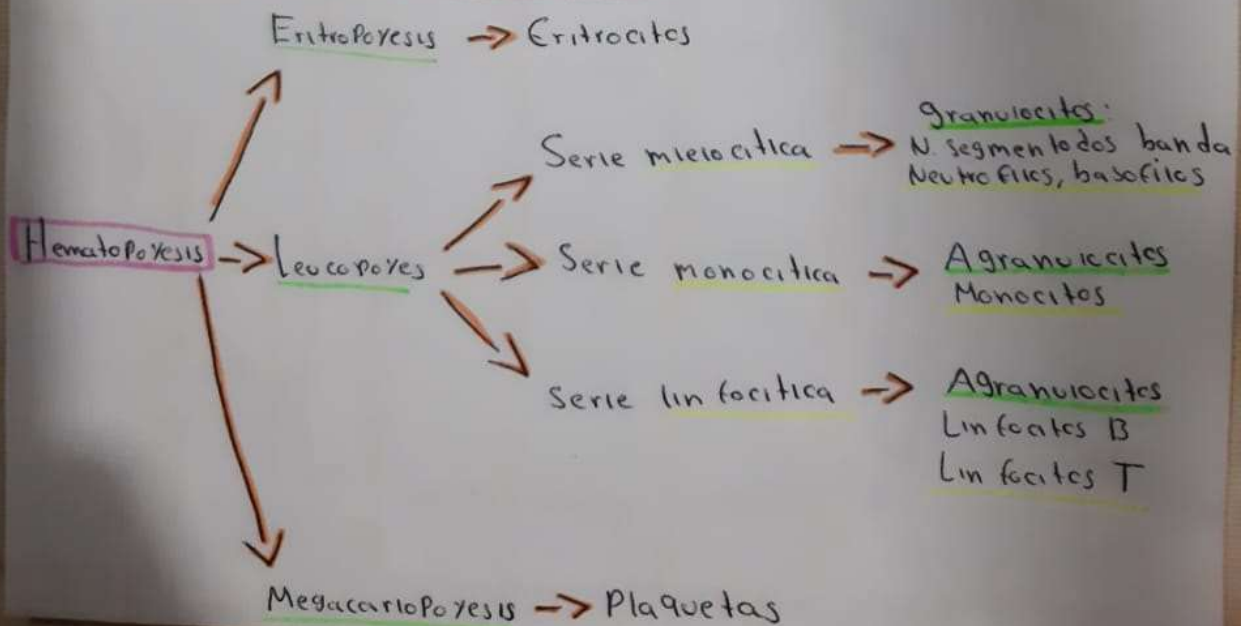 Eritropoyesis -> Eritrocitos
Serie mielocitica -> granulocitos:
N. segmentados banda
Neutrofilos, basofilos
Hematopoyesis -> Leucopoyes
Serie monocitica -> Agranulocitos
Monocitos
Serie linfocitica -> Agranulocitos
Linfocitos B
Linfocitos T
Megacariopoyesis -> Plaquetas